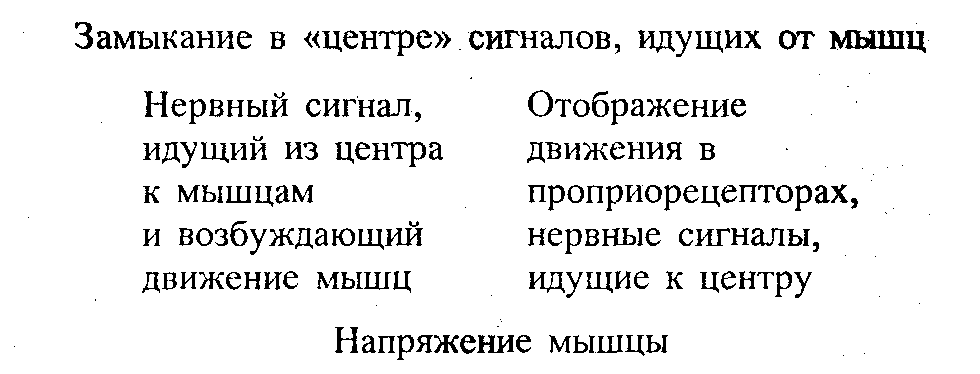 Замыкание в «центре» сигналов, идущих от мышц
Нервный сигнал,
идущий из центра
к мышцам
и возбуждающий
движение мышц
Отображение
движения в
проприорецепторах,
нервные сигналы,
идущие к центру
Напряжение мышцы